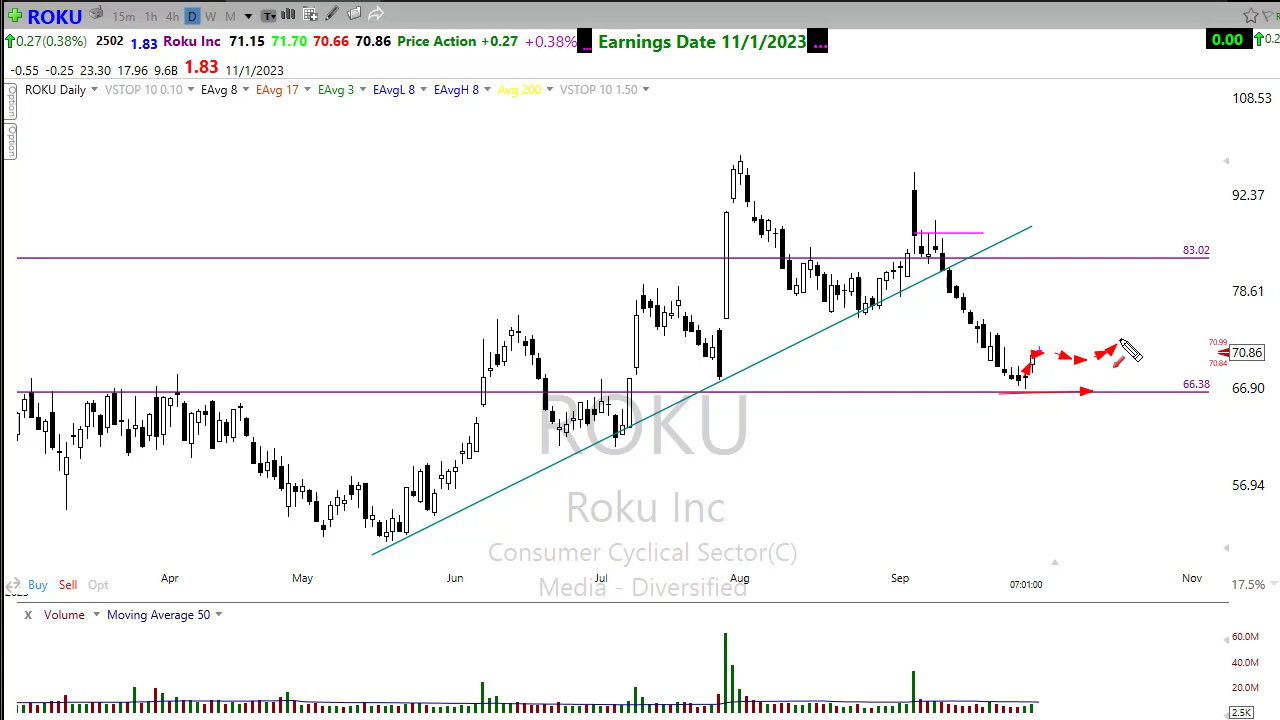 ROKU 15m 1h 4h D W M T
0.27(0.38%) 2502 1.83 Roku Inc 71.15 71.70 70.66 70.86 Price Action +0.27 +0.38% ... Earnings Date 11/1/2023 ... 0.00
-0.55 -0.25 23.30 17.96 9.6B 1.83 11/1/2023
ROKU Daily VSTOP 10 0.10 EAvg 8 EAvg 17 EAvg 3 EAvgL 8 EAvgH 8 Avg 200 VSTOP 10 1.50
Option
Option
108.53
92.37
83.02
78.61
70.99
70.86
70.84
66.38
66.90
56.94
ROKU
Roku Inc
Consumer Cyclical Sector(C)
Media - Diversified
Apr May Jun Jul Aug Sep 07:01:00 Nov
Buy Sell Opt 17.5%
X Volume Moving Average 50
60.0M
40.0M
20.0M
2.5K